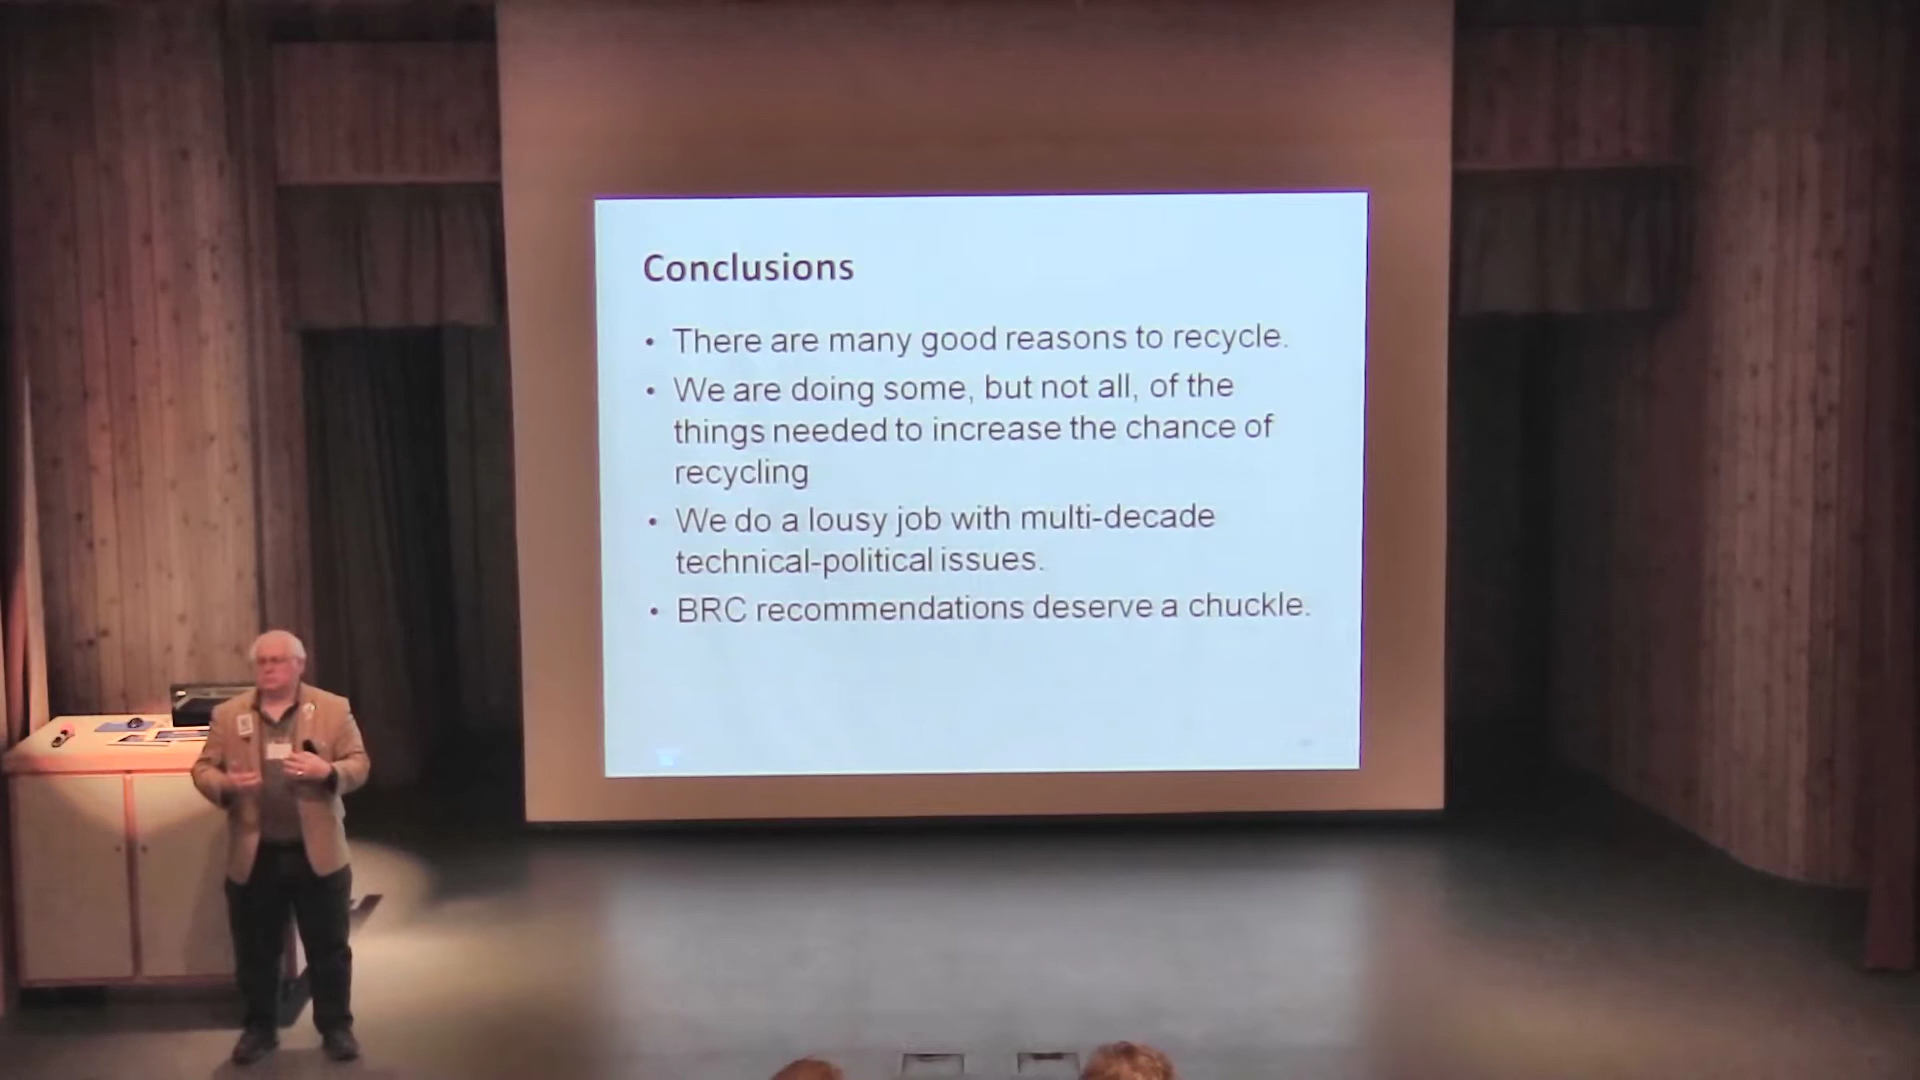 Conclusions
• There are many good reasons to recycle.
• We are doing some, but not all, of the
things needed to increase the chance of
recycling
• We do a lousy job with multi-decade
technical-political issues.
• BRC recommendations deserve a chuckle.